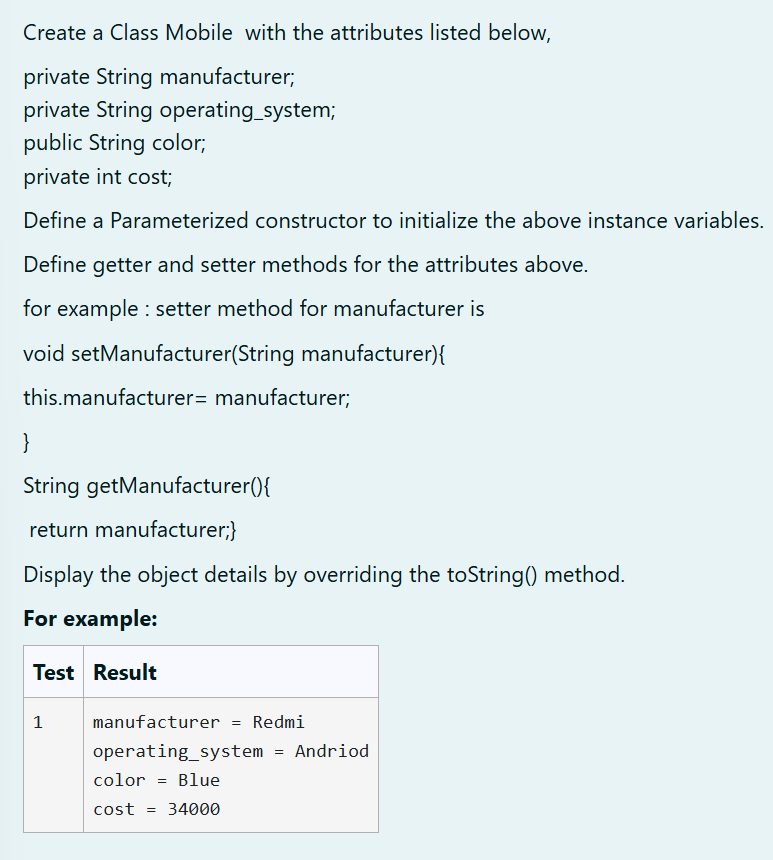 Create a Class Mobile  with the attributes listed below,
private String manufacturer;
private String operating_system;
public String color;
private int cost;
Define a Parameterized constructor to initialize the above instance variables.
Define getter and setter methods for the attributes above.
for example : setter method for manufacturer is
void setManufacturer(String manufacturer){
this.manufacturer= manufacturer;
}
String getManufacturer(){
 return manufacturer;}
Display the object details by overriding the toString() method.
For example:
Test Result
1 manufacturer = Redmi
operating_system = Andriod
color = Blue
cost = 34000